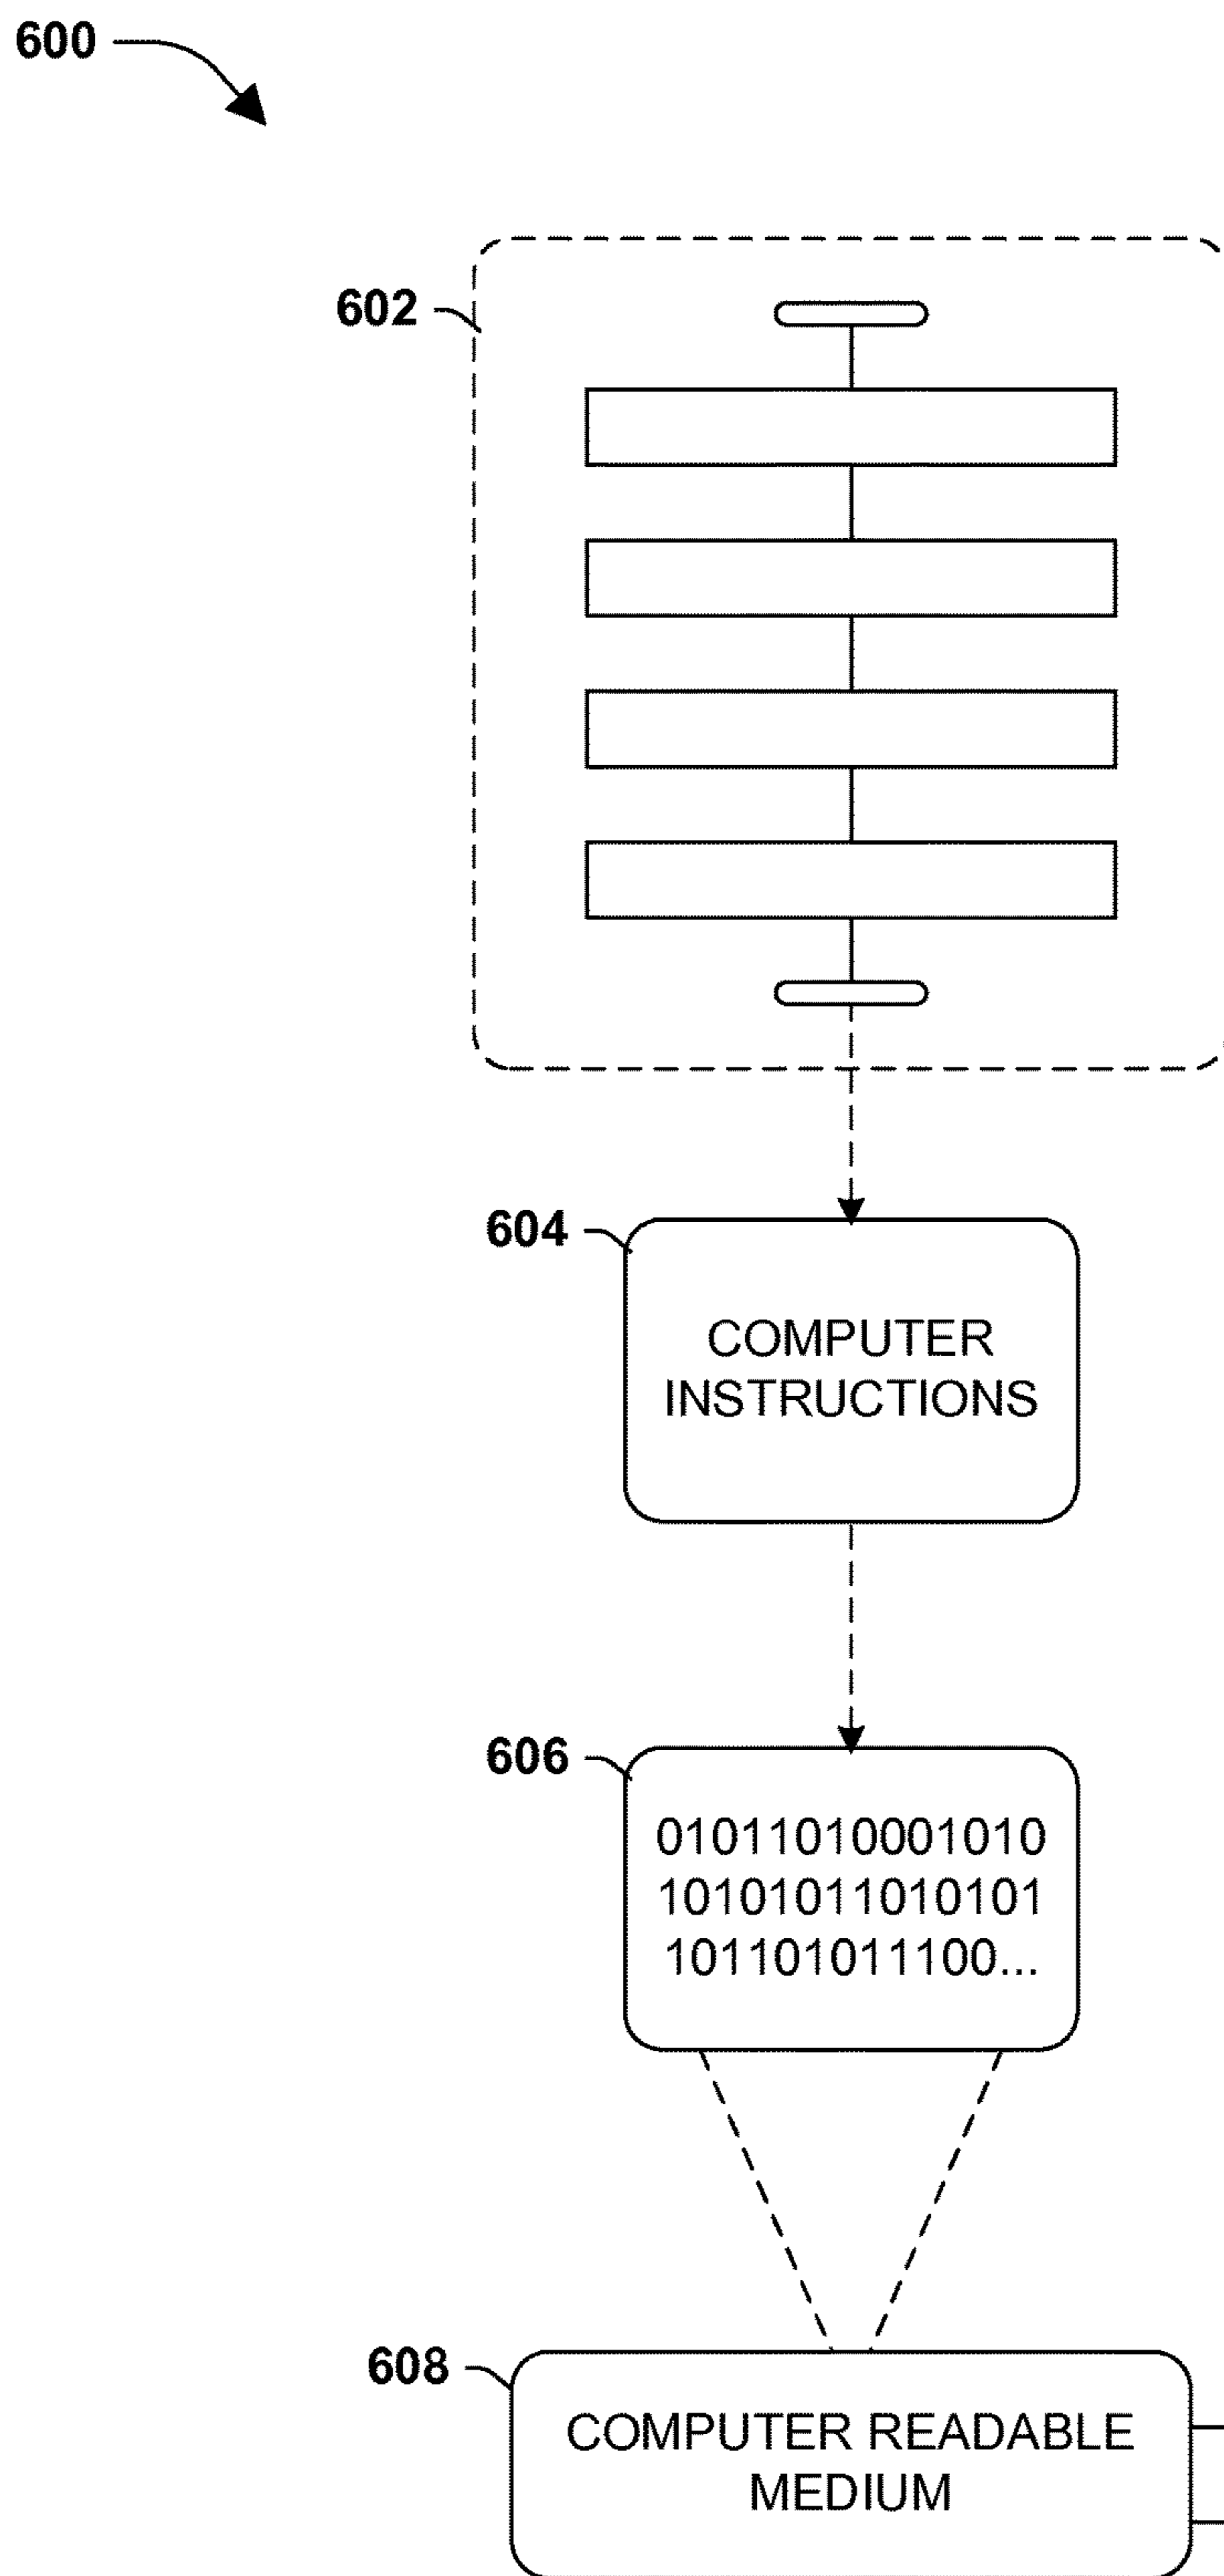 600
602
604
COMPUTER
INSTRUCTIONS
606
01011010001010
10101011010101
101101011100...
608
COMPUTER READABLE
MEDIUM